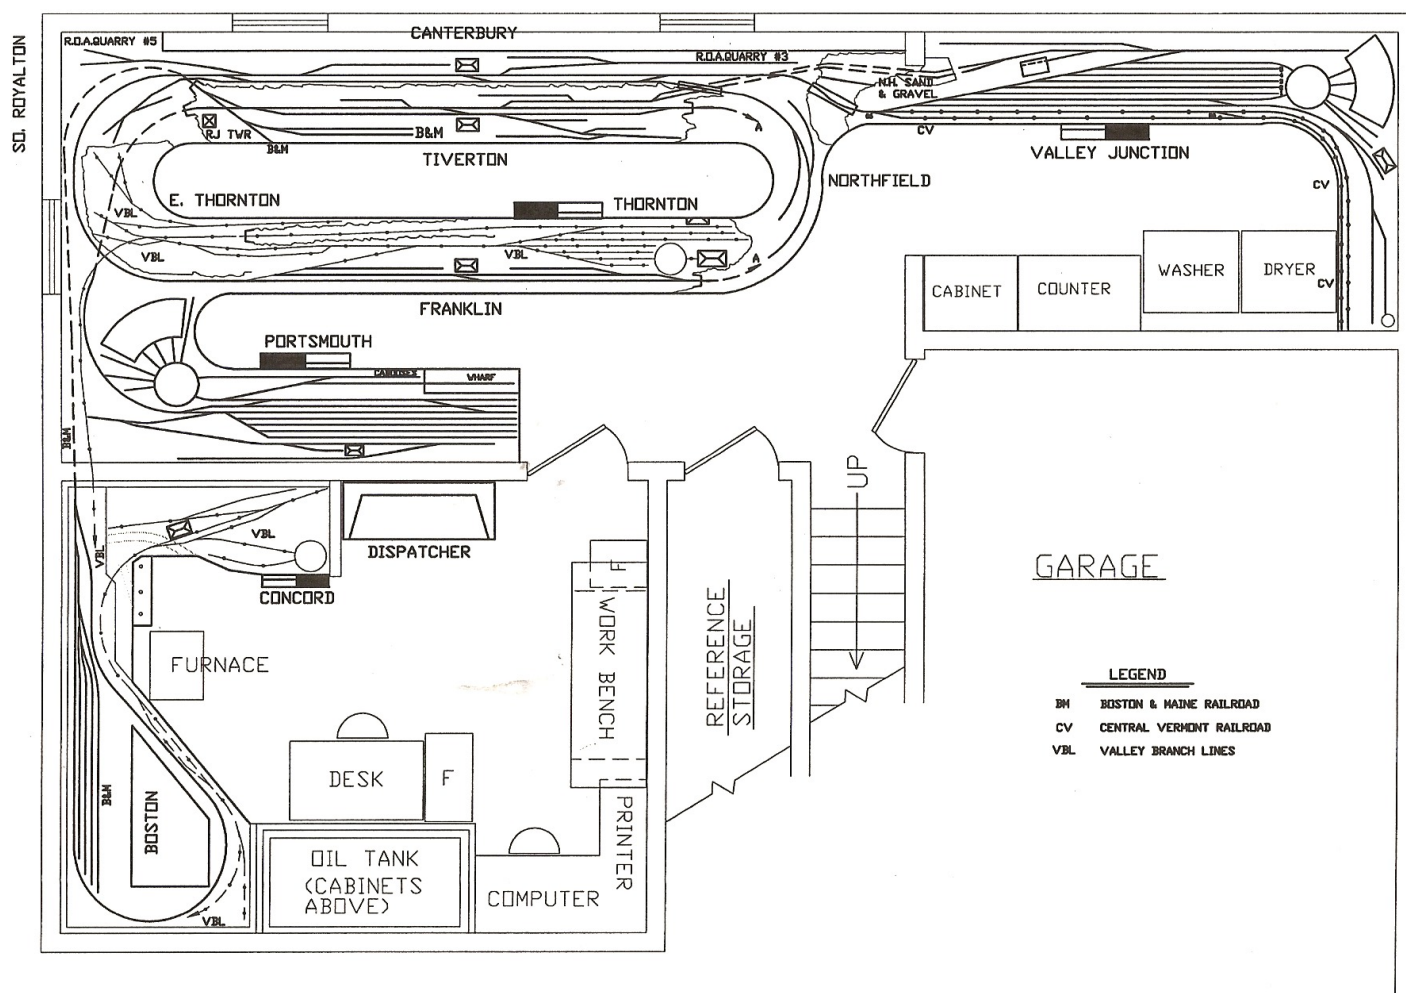 SO. ROYALTON
R.O.A.QUARRY #5
CANTERBURY
R.O.A.QUARRY #3
N.H. SAND
& GRAVEL
RJ TWR
B&M
B&M
A
TIVERTON
CV
VALLEY JUNCTION
E. THORNTON
THORNTON
NORTHFIELD
CV
VBL
VBL
VBL
A
FRANKLIN
CABINET
COUNTER
WASHER
DRYER
CV
PORTSMOUTH
CABOOSES
WHARF
B&M
UP
VBL
VBL
DISPATCHER
CONCORD
F
WORK BENCH
REFERENCE
STORAGE
GARAGE
FURNACE
LEGEND
BM BOSTON & MAINE RAILROAD
CV CENTRAL VERMONT RAILROAD
VBL VALLEY BRANCH LINES
B&M
BOSTON
DESK
F
PRINTER
OIL TANK
(CABINETS
ABOVE)
COMPUTER
VBL